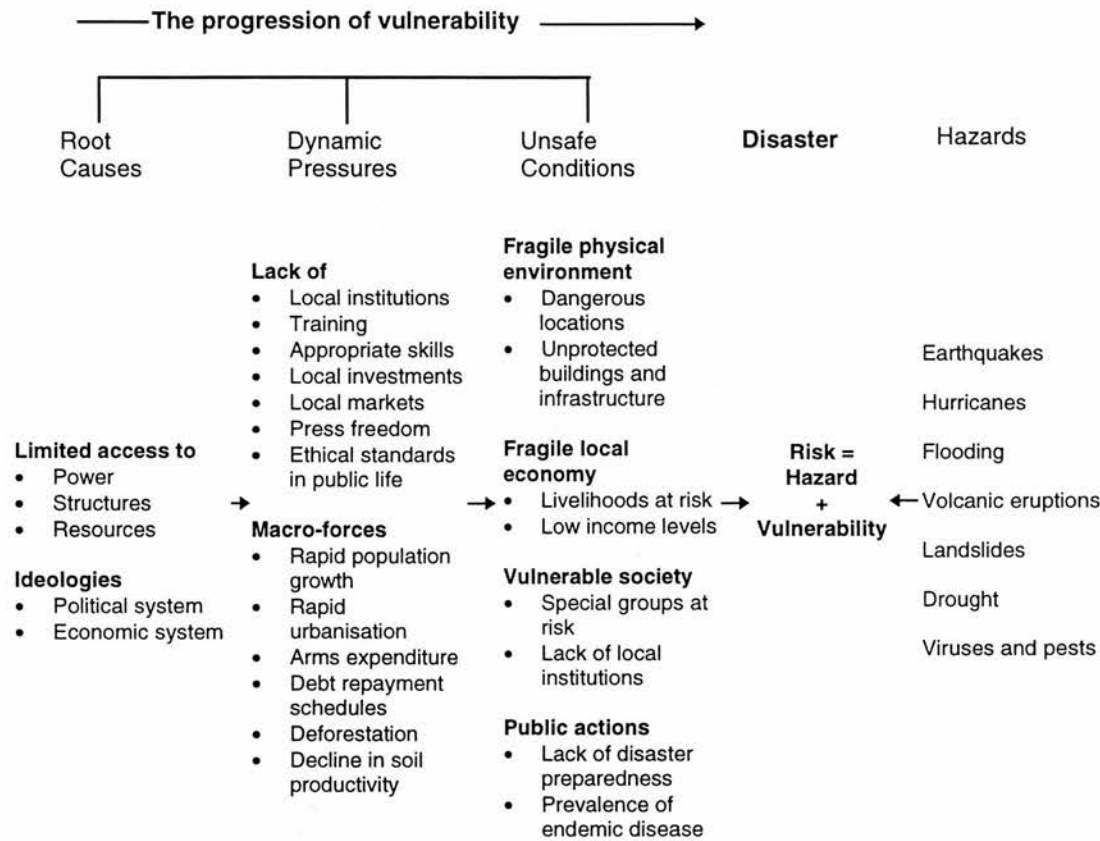 The progression of vulnerability
Root
Causes
Dynamic
Pressures
Unsafe
Conditions
Disaster
Hazards
Limited access to
• Power
• Structures
• Resources
Ideologies
• Political system
• Economic system
Lack of
• Local institutions
• Training
• Appropriate skills
• Local investments
• Local markets
• Press freedom
• Ethical standards
in public life
Macro-forces
• Rapid population
growth
• Rapid
urbanisation
• Arms expenditure
• Debt repayment
schedules
• Deforestation
• Decline in soil
productivity
Fragile physical
environment
• Dangerous
locations
• Unprotected
buildings and
infrastructure
Fragile local
economy
• Livelihoods at risk
• Low income levels
Vulnerable society
• Special groups at
risk
• Lack of local
institutions
Public actions
• Lack of disaster
preparedness
• Prevalence of
endemic disease
Risk =
Hazard
+
Vulnerability
Earthquakes
Hurricanes
Flooding
Volcanic eruptions
Landslides
Drought
Viruses and pests